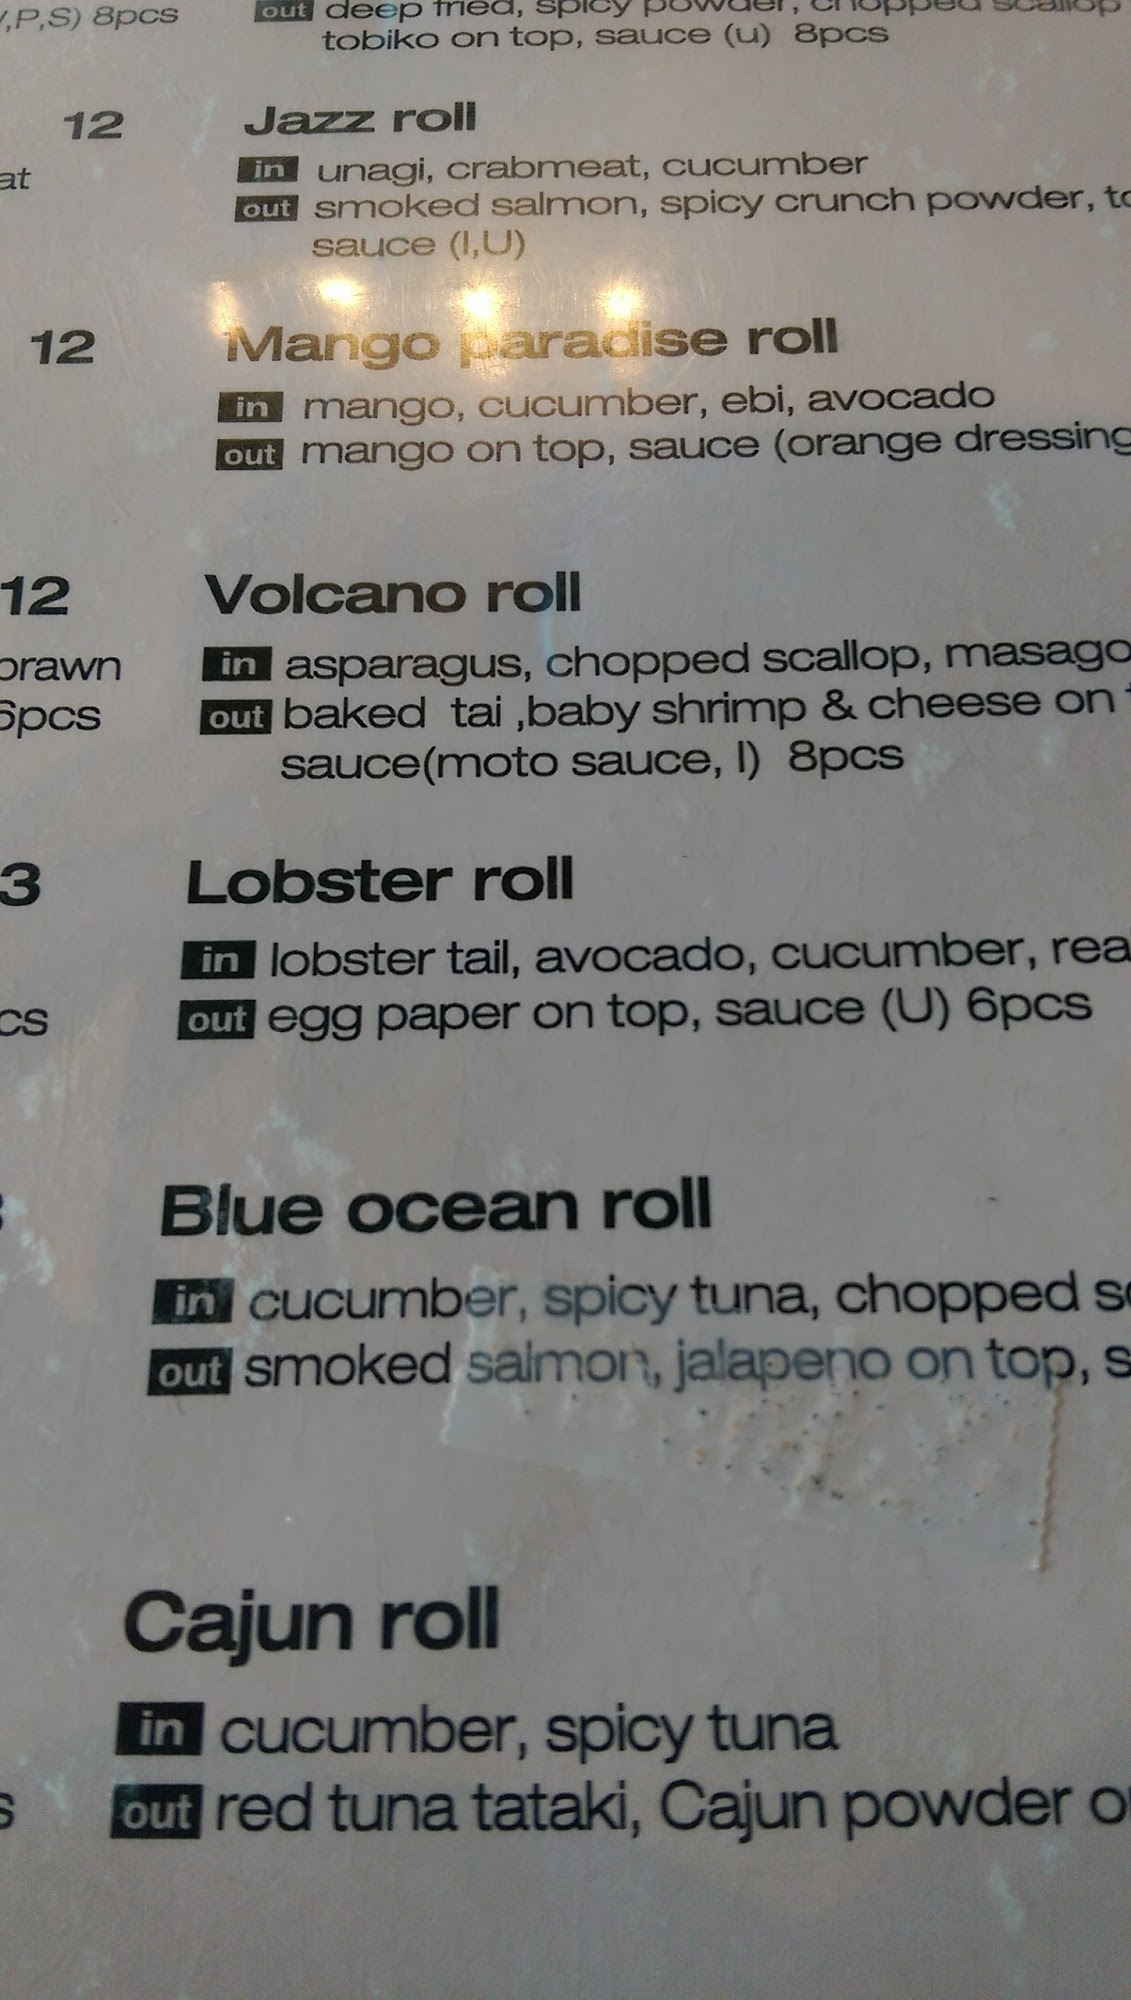 ,P,S) 8pcs
out deep fried, spicy powder, chopped scallop
tobiko on top, sauce (u) 8pcs
12
Jazz roll
at
in unagi, crabmeat, cucumber
out smoked salmon, spicy crunch powder,
sauce (I,U)
12
Mango paradise roll
in mango, cucumber, ebi, avocado
out mango on top, sauce (orange dressing
12
Volcano roll
prawn
in asparagus, chopped scallop, masago
6pcs
out baked tai ,baby shrimp & cheese on
sauce(moto sauce, I) 8pcs
3
Lobster roll
in lobster tail, avocado, cucumber, rea
cs
out egg paper on top, sauce (U) 6pcs
Blue ocean roll
in cucumber, spicy tuna, chopped
out smoked salmon, jalapeno on top, s
Cajun roll
in cucumber, spicy tuna
s
out red tuna tataki, Cajun powder